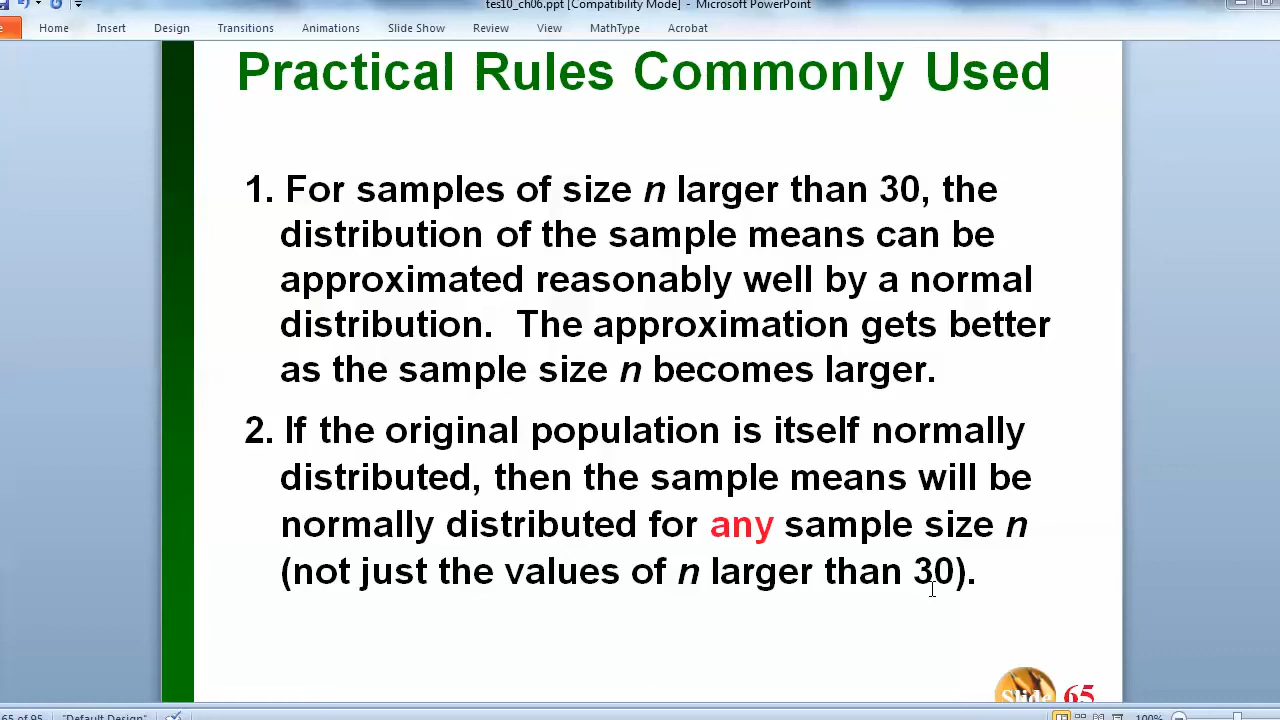 tes10_ch06.ppt [Compatibility Mode] - Microsoft PowerPoint
Home Insert Design Transitions Animations Slide Show Review View MathType Acrobat
Practical Rules Commonly Used
1. For samples of size n larger than 30, the
distribution of the sample means can be
approximated reasonably well by a normal
distribution. The approximation gets better
as the sample size n becomes larger.
2. If the original population is itself normally
distributed, then the sample means will be
normally distributed for any sample size n
(not just the values of n larger than 30).
Slide 65
65 of 95 "Default Design" 100%